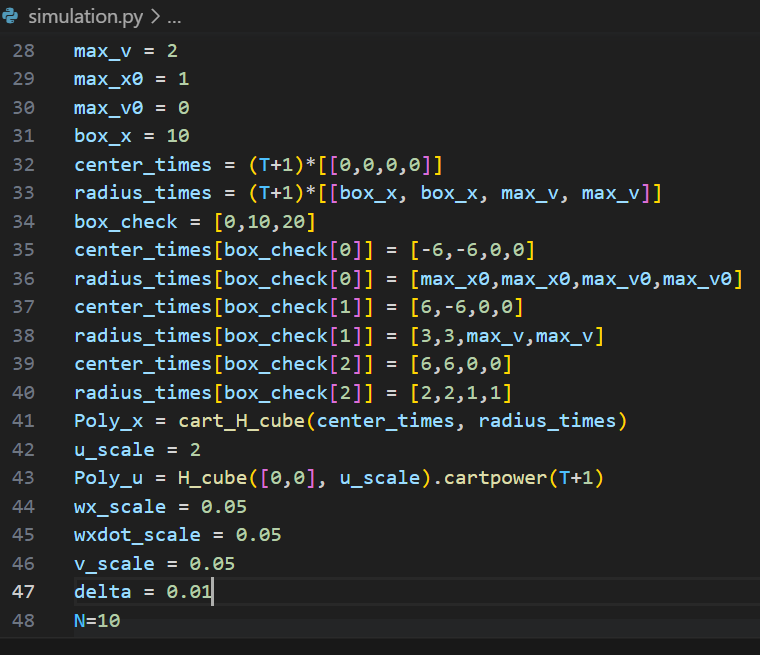 simulation.py > ...
28 max_v = 2
29 max_x0 = 1
30 max_v0 = 0
31 box_x = 10
32 center_times = (T+1)*[[0,0,0,0]]
33 radius_times = (T+1)*[[box_x, box_x, max_v, max_v]]
34 box_check = [0,10,20]
35 center_times[box_check[0]] = [-6,-6,0,0]
36 radius_times[box_check[0]] = [max_x0,max_x0,max_v0,max_v0]
37 center_times[box_check[1]] = [6,-6,0,0]
38 radius_times[box_check[1]] = [3,3,max_v,max_v]
39 center_times[box_check[2]] = [6,6,0,0]
40 radius_times[box_check[2]] = [2,2,1,1]
41 Poly_x = cart_H_cube(center_times, radius_times)
42 u_scale = 2
43 Poly_u = H_cube([0,0], u_scale).cartpower(T+1)
44 wx_scale = 0.05
45 wxdot_scale = 0.05
46 v_scale = 0.05
47 delta = 0.01
48 N=10